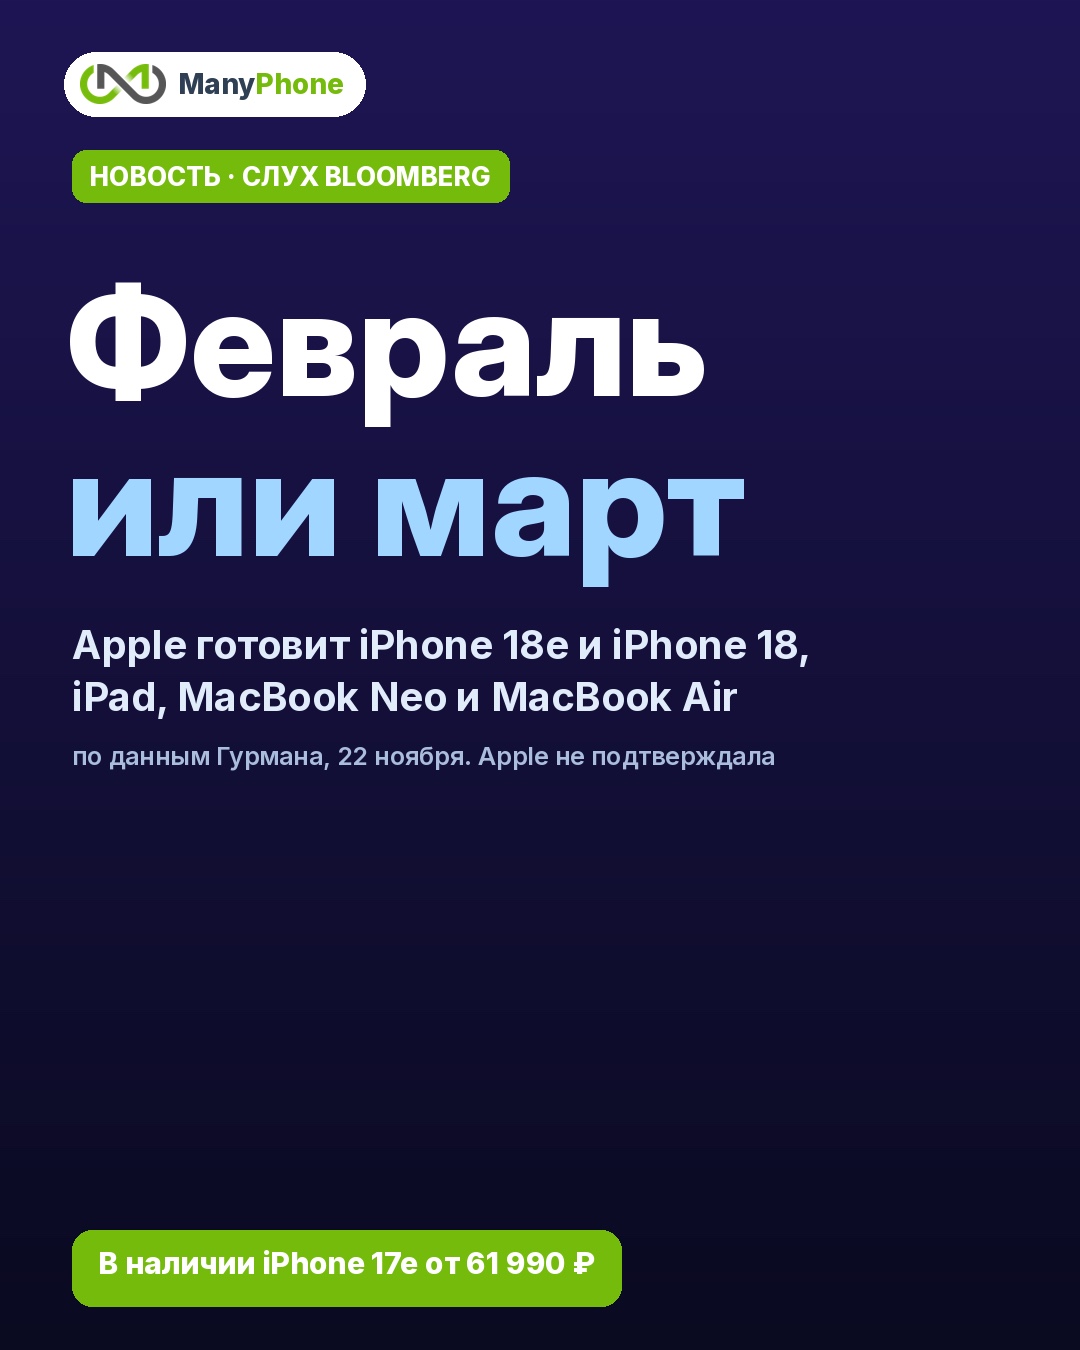 ManyPhone
НОВОСТЬ · СЛУХ BLOOMBERG
Февраль
или март
Apple готовит iPhone 18e и iPhone 18,
iPad, MacBook Neo и MacBook Air
по данным Гурмана, 22 ноября. Apple не подтверждала
В наличии iPhone 17e от 61 990 ₽